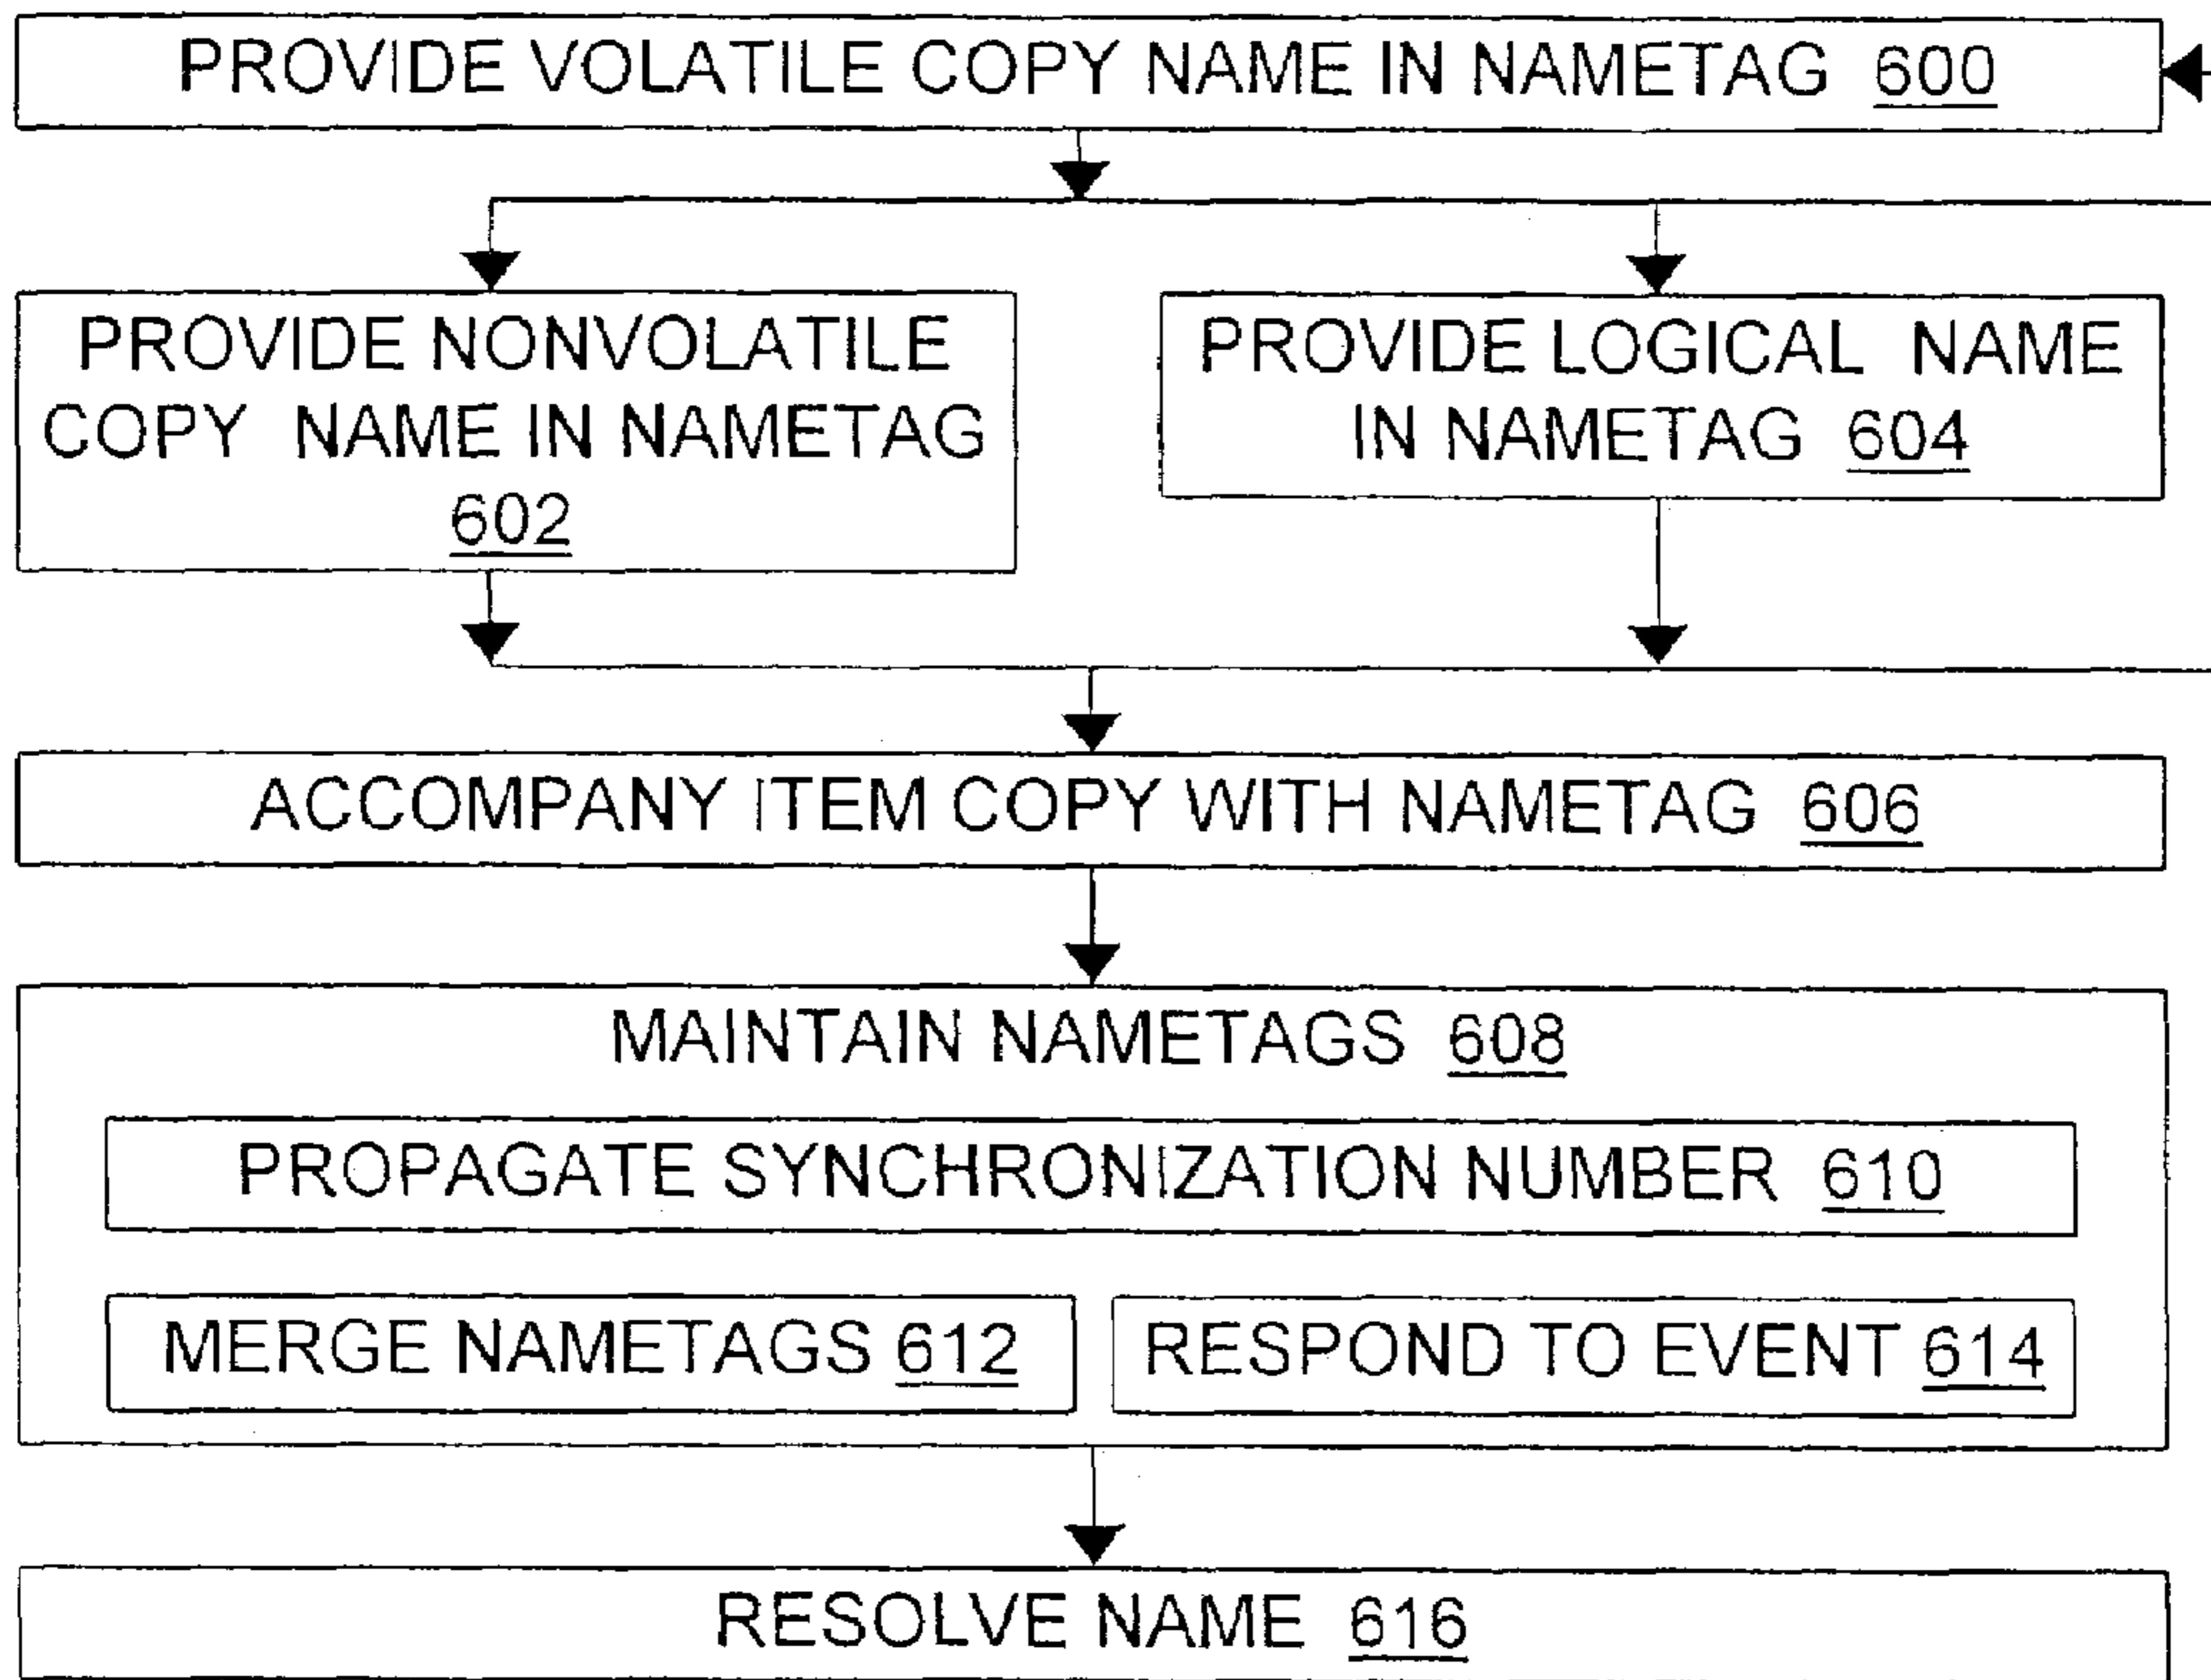 PROVIDE VOLATILE COPY NAME IN NAMETAG 600
PROVIDE NONVOLATILE
COPY NAME IN NAMETAG
602
PROVIDE LOGICAL NAME
IN NAMETAG 604
ACCOMPANY ITEM COPY WITH NAMETAG 606
MAINTAIN NAMETAGS 608
PROPAGATE SYNCHRONIZATION NUMBER 610
MERGE NAMETAGS 612
RESPOND TO EVENT 614
RESOLVE NAME 616